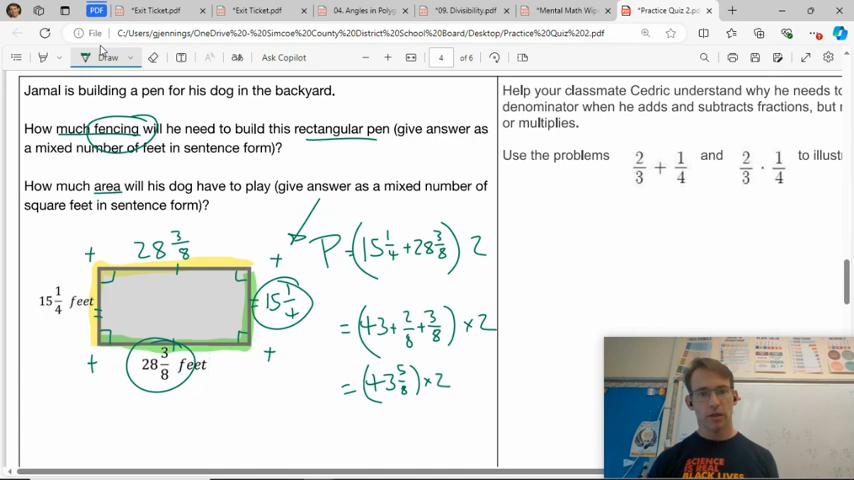 PDF
*Exit Ticket.pdf
*Exit Ticket.pdf
04. Angles in Polyg
*09. Divisibility.pdf
*Mental Math Wip
*Practice Quiz 2.p
File
C:/Users/gjennings/OneDrive%20-%20Simcoe%20County%20District%20School%20Board/Desktop/Practice%20Quiz%202.pdf
Draw
Ask Copilot
4 of 6
Jamal is building a pen for his dog in the backyard.
How much fencing will he need to build this rectangular pen (give answer as
a mixed number of feet in sentence form)?
How much area will his dog have to play (give answer as a mixed number of
square feet in sentence form)?
28 3/8
15 1/4 feet
= 15 1/4
28 3/8 feet
+
+
+
+
P = (15 1/4 + 28 3/8) 2
= (43 + 2/8 + 3/8) × 2
= (43 5/8) × 2
Help your classmate Cedric understand why he needs to
denominator when he adds and subtracts fractions, but
or multiplies.
Use the problems 2/3 + 1/4 and 2/3 · 1/4 to illust
SCIENCE
IS REAL
BLACK LIVES